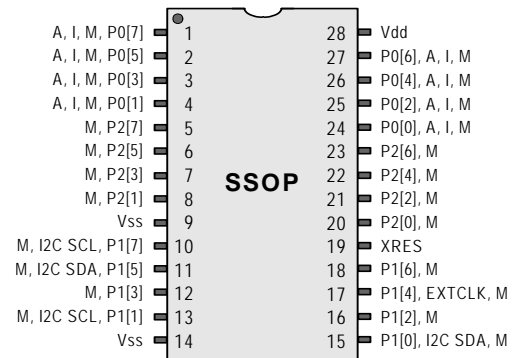 A, I, M, P0[7] 1 28 Vdd
A, I, M, P0[5] 2 27 P0[6], A, I, M
A, I, M, P0[3] 3 26 P0[4], A, I, M
A, I, M, P0[1] 4 25 P0[2], A, I, M
M, P2[7] 5 24 P0[0], A, I, M
M, P2[5] 6 23 P2[6], M
M, P2[3] 7 22 P2[4], M
SSOP
M, P2[1] 8 21 P2[2], M
Vss 9 20 P2[0], M
M, I2C SCL, P1[7] 10 19 XRES
M, I2C SDA, P1[5] 11 18 P1[6], M
M, P1[3] 12 17 P1[4], EXTCLK, M
M, I2C SCL, P1[1] 13 16 P1[2], M
Vss 14 15 P1[0], I2C SDA, M